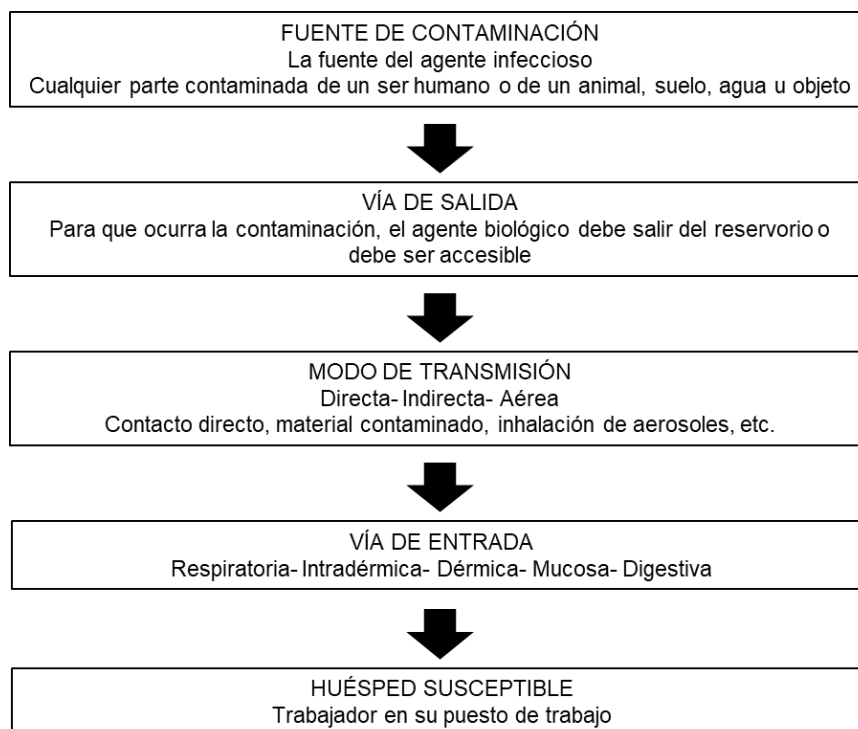 FUENTE DE CONTAMINACIÓN
La fuente del agente infeccioso
Cualquier parte contaminada de un ser humano o de un animal, suelo, agua u objeto
VÍA DE SALIDA
Para que ocurra la contaminación, el agente biológico debe salir del reservorio o
debe ser accesible
MODO DE TRANSMISIÓN
Directa- Indirecta- Aérea
Contacto directo, material contaminado, inhalación de aerosoles, etc.
VÍA DE ENTRADA
Respiratoria- Intradérmica- Dérmica- Mucosa- Digestiva
HUÉSPED SUSCEPTIBLE
Trabajador en su puesto de trabajo